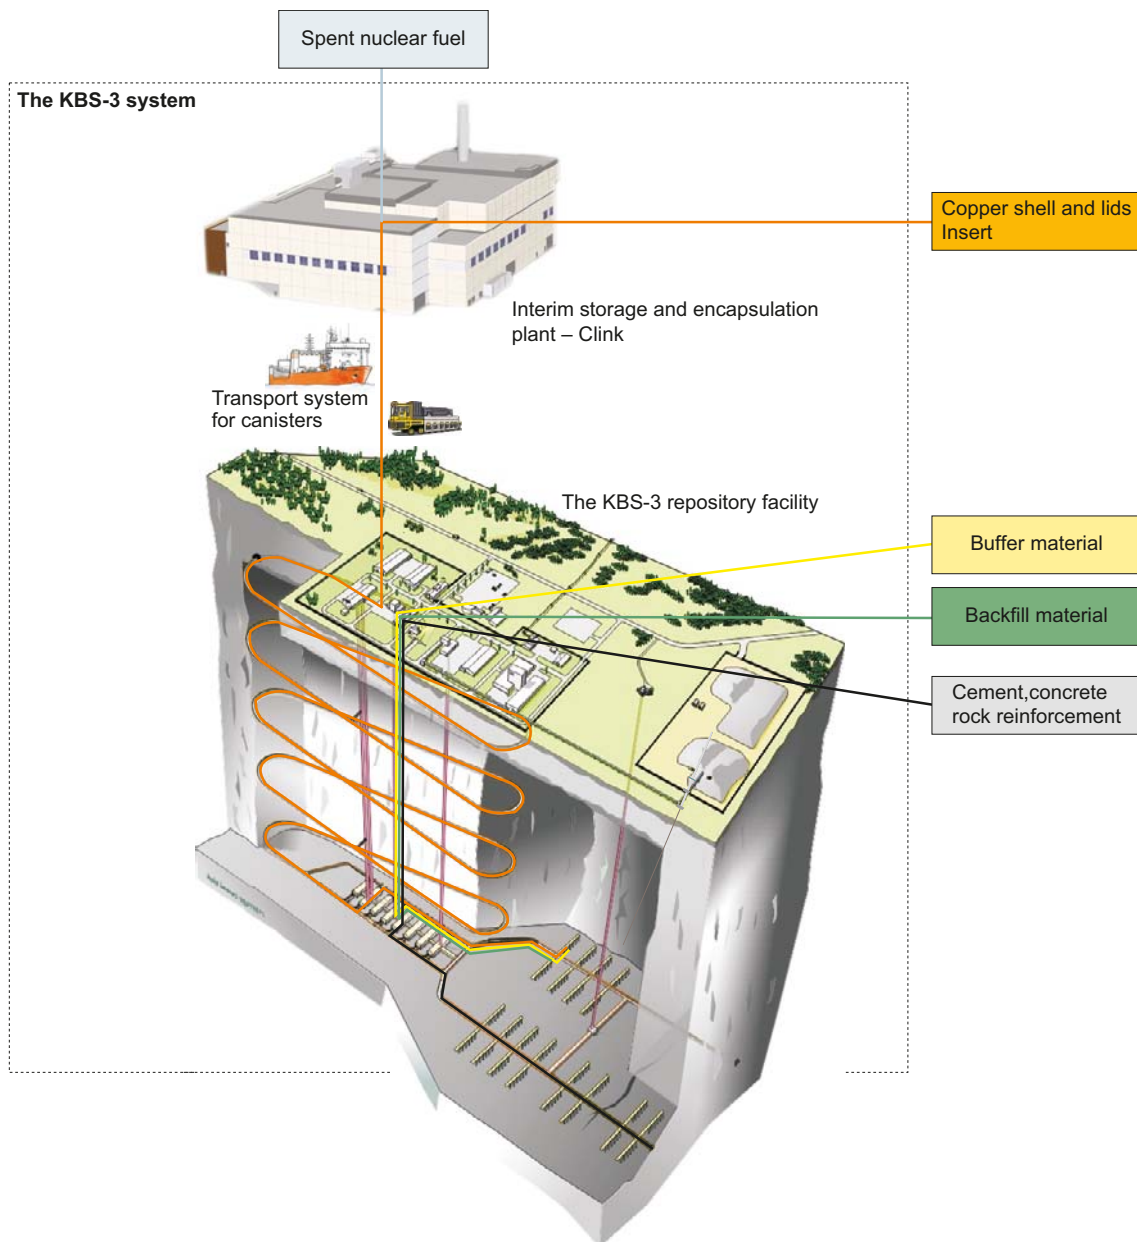 Spent nuclear fuel
The KBS-3 system
Copper shell and lids
Insert
Interim storage and encapsulation
plant – Clink
Transport system
for canisters
The KBS-3 repository facility
Buffer material
Backfill material
Cement,concrete
rock reinforcement